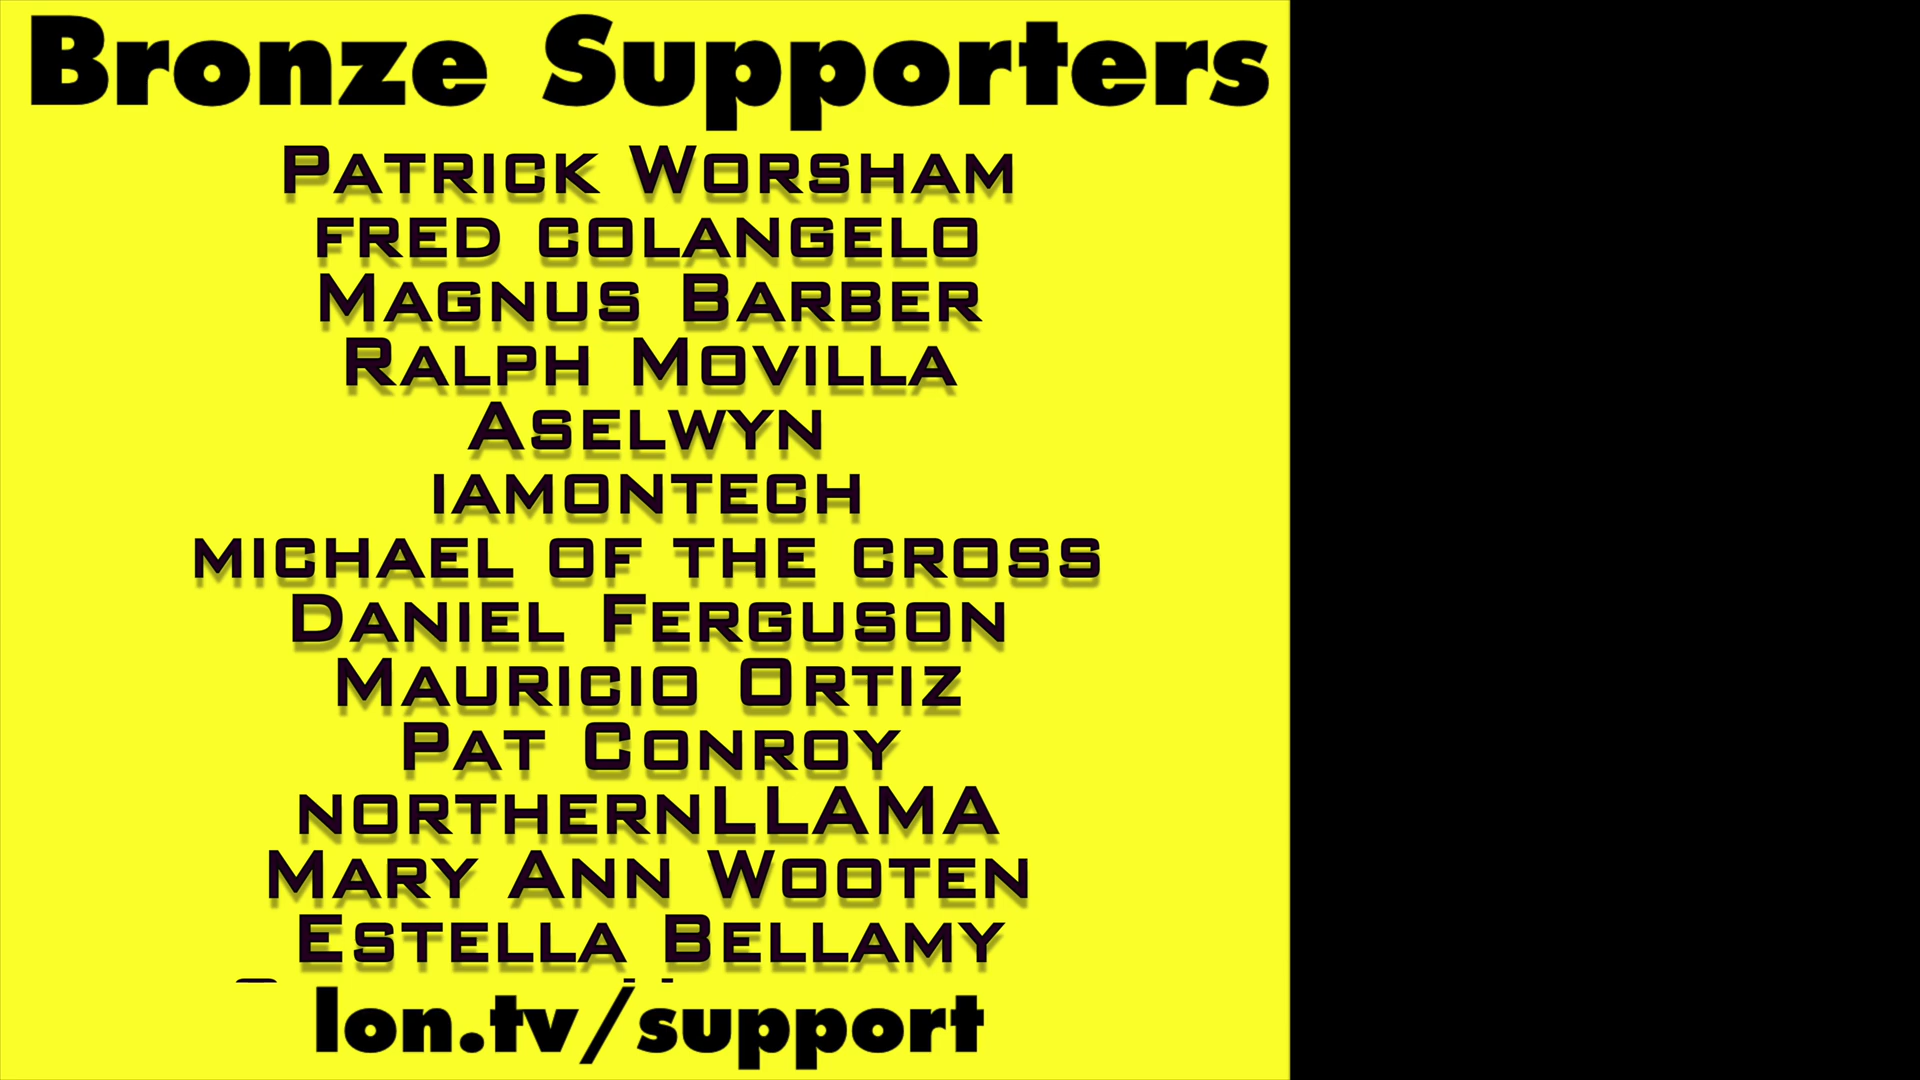 Bronze Supporters
Patrick Worsham
fred colangelo
Magnus Barber
Ralph Movilla
Aselwyn
iamontech
michael of the cross
Daniel Ferguson
Mauricio Ortiz
Pat Conroy
northernLLAMA
Mary Ann Wooten
Estella Bellamy
lon.tv/support